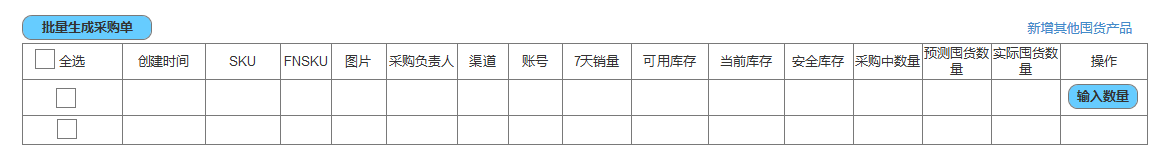 批量生成采购单
新增其他囤货产品
全选 创建时间 SKU FNSKU 图片 采购负责人 渠道 账号 7天销量 可用库存 当前库存 安全库存 采购中数量 预测囤货数量 实际囤货数量 操作
输入数量